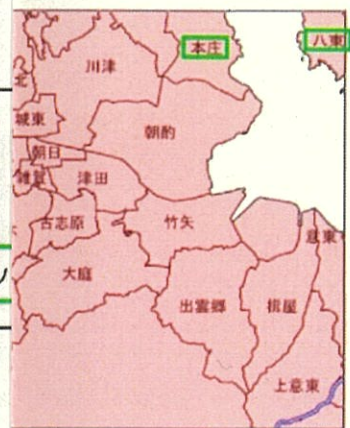 本庄
八束
川津
北
城東
朝酌
朝日
雑賀
津田
古志原
竹矢
意東
大庭
出雲郷
揖屋
上意東